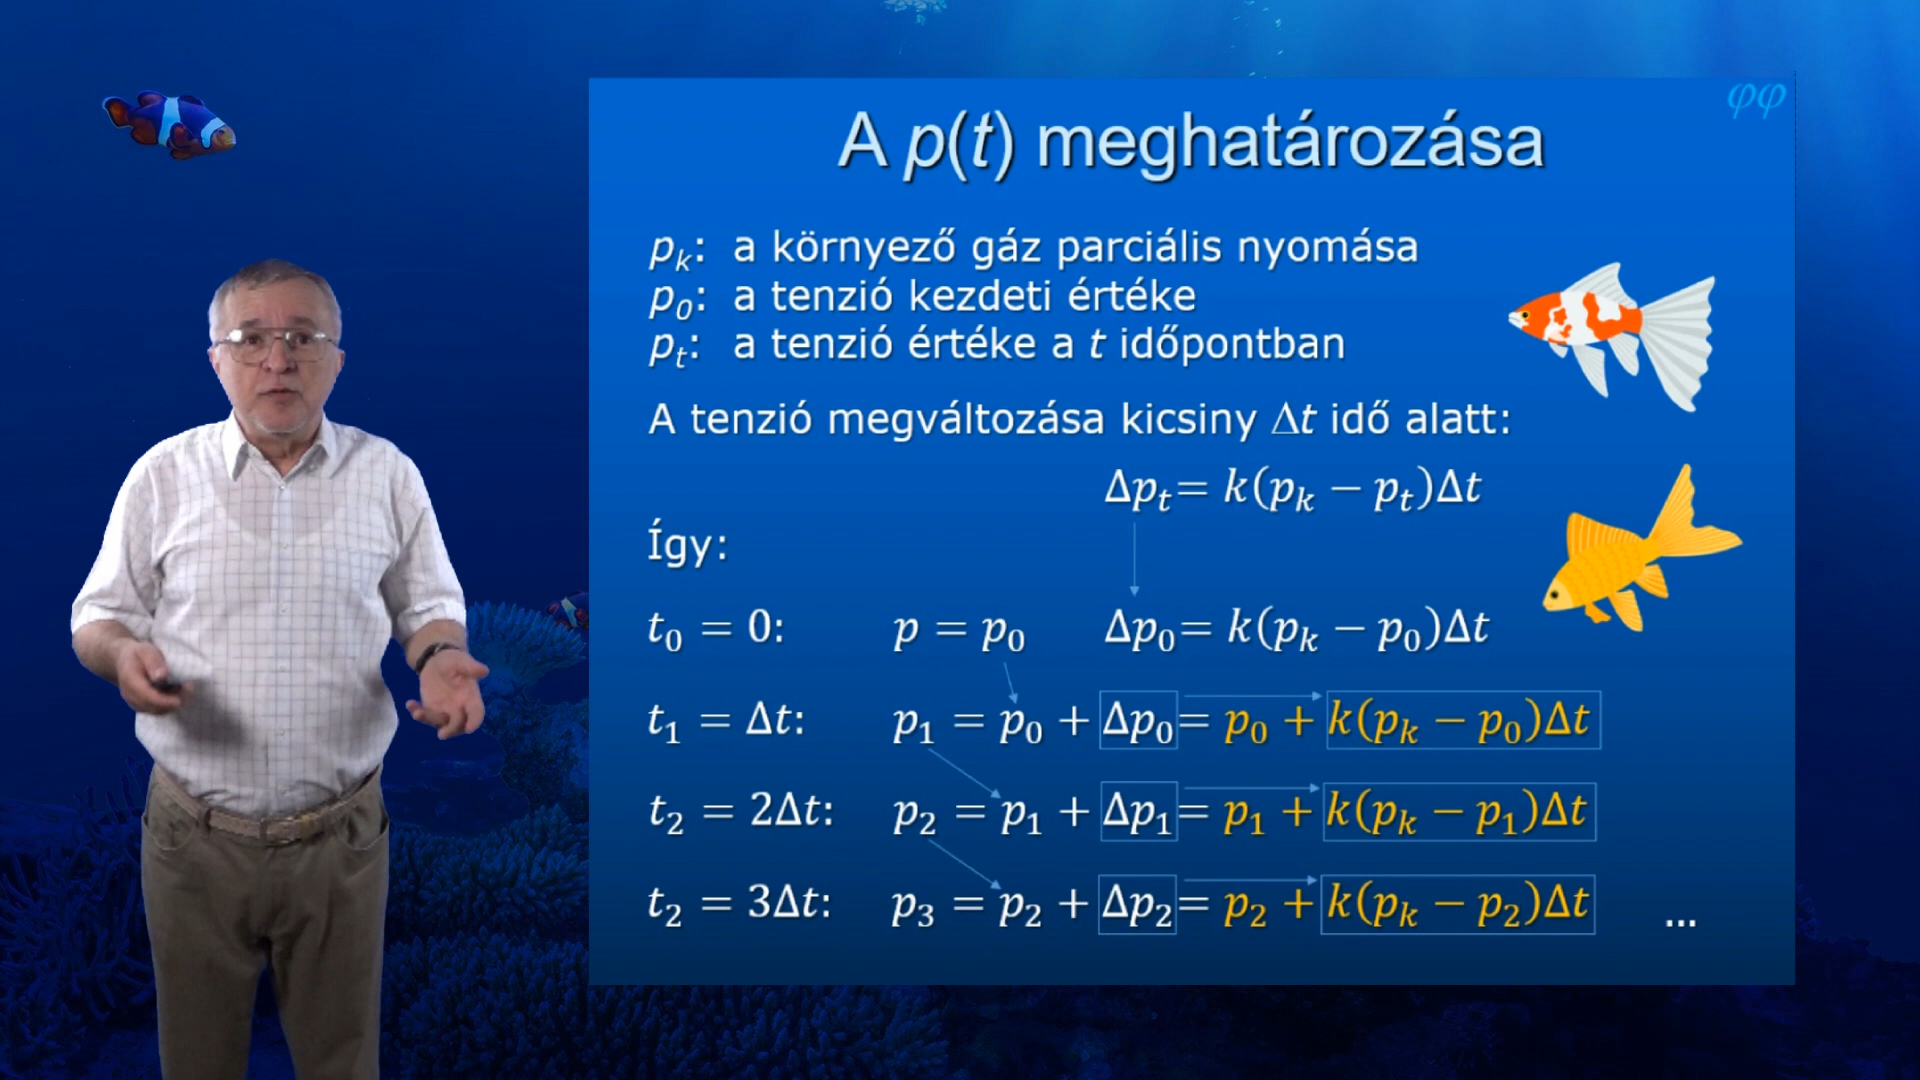 φφ
A p(t) meghatározása
pₖ: a környező gáz parciális nyomása
p₀: a tenzió kezdeti értéke
pₜ: a tenzió értéke a t időpontban
A tenzió megváltozása kicsiny Δt idő alatt:
Δpₜ= k(pₖ − pₜ)Δt
Így:
t₀ = 0: p = p₀ Δp₀= k(pₖ − p₀)Δt
t₁ = Δt: p₁ = p₀ + Δp₀= p₀ + k(pₖ − p₀)Δt
t₂ = 2Δt: p₂ = p₁ + Δp₁= p₁ + k(pₖ − p₁)Δt
t₂ = 3Δt: p₃ = p₂ + Δp₂= p₂ + k(pₖ − p₂)Δt ...